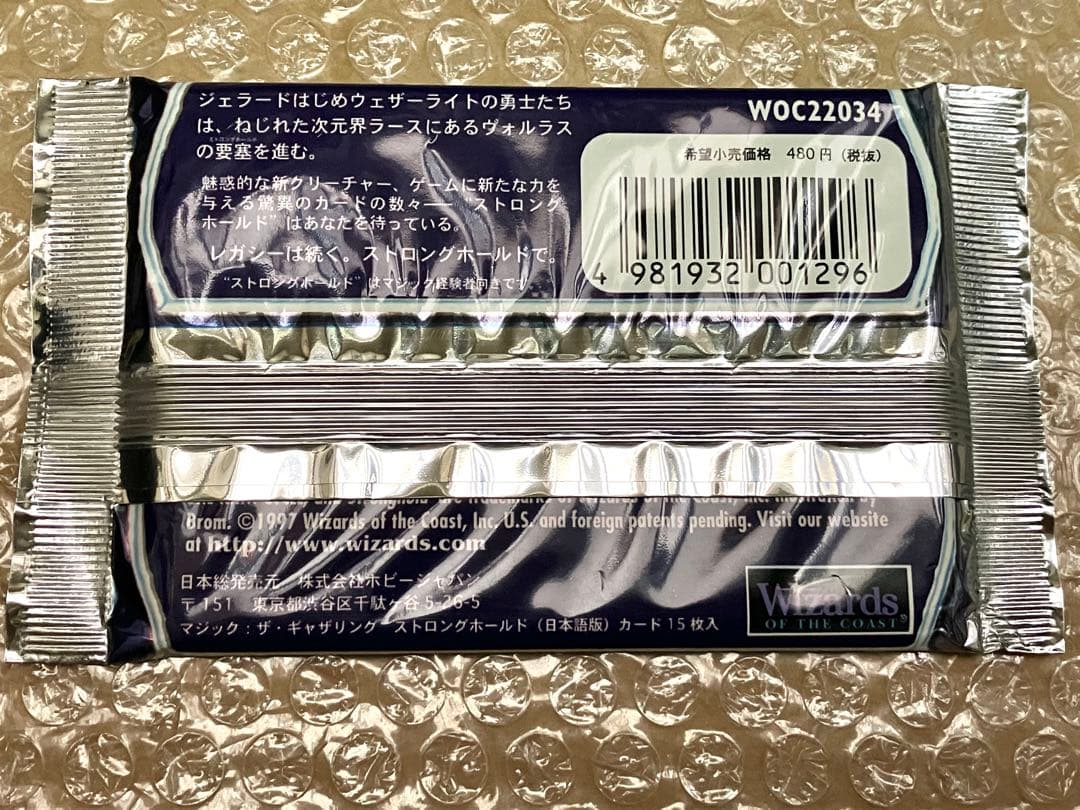 ジェラードはじめウェザーライトの勇士たち
は、ねじれた次元界ラースにあるヴォルラス
の要塞を進む。
魅惑的な新クリーチャー、ゲームに新たな力を
与える驚異のカードの数々—“ストロング
ホールド”はあなたを待っている。
レガシーは続く。ストロングホールドで。
“ストロングホールド”はマジック経験者向きです
WOC22034
希望小売価格 480円（税抜）
4 981932 001296
Brom. ©1997 Wizards of the Coast, Inc. U.S. and foreign patents pending. Visit our website
at http://www.wizards.com
日本総発売元 株式会社ホビージャパン
〒151 東京都渋谷区千駄ヶ谷5-26-5
マジック：ザ・ギャザリング ストロングホールド（日本語版）カード15枚入
Wizards
OF THE COAST®